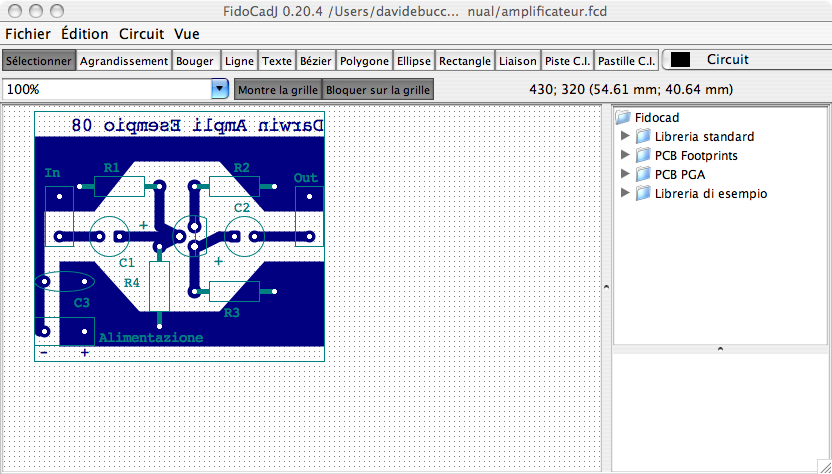 FidoCadJ 0.20.4 /Users/davidebucc... nual/amplificateur.fcd
Fichier Édition Circuit Vue
Sélectionner Agrandissement Bouger Ligne Texte Bézier Polygone Ellipse Rectangle Liaison Piste C.I. Pastille C.I. Circuit
100% Montre la grille Bloquer sur la grille 430; 320 (54.61 mm; 40.64 mm)
Darwin Ampli Esempio 08
In R1 R2 Out
C2
+
C1 +
R4
C3 R3
Alimentazione
- +
Fidocad
Libreria standard
PCB Footprints
PCB PGA
Libreria di esempio